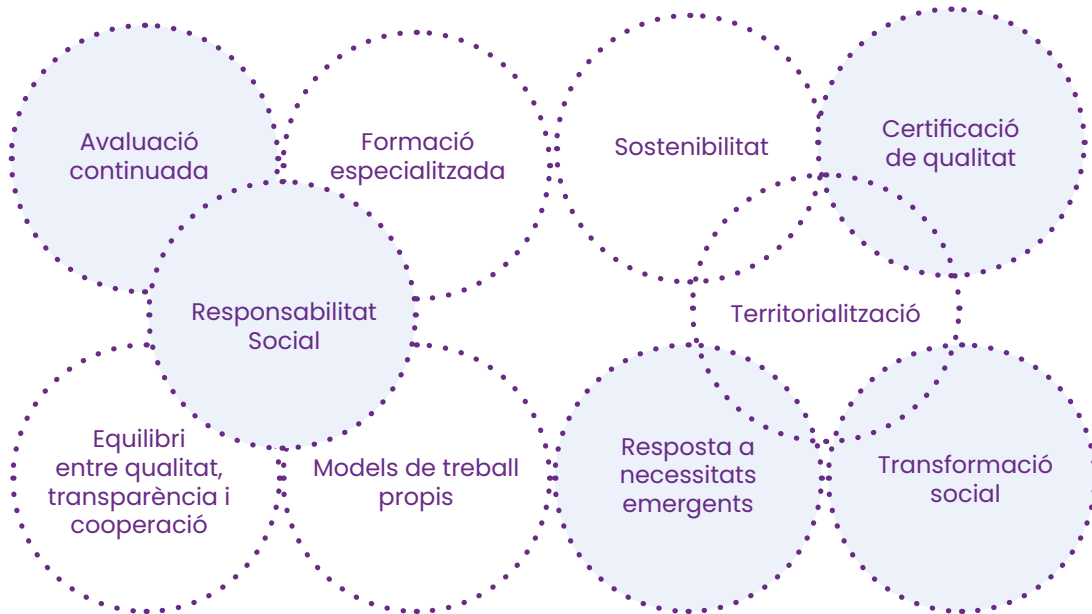 Avaluació
continuada
Formació
especialitzada
Sostenibilitat
Certificació
de qualitat
Responsabilitat
Social
Territorialització
Equilibri
entre qualitat,
transparència i
cooperació
Models de treball
propis
Resposta a
necessitats
emergents
Transformació
social